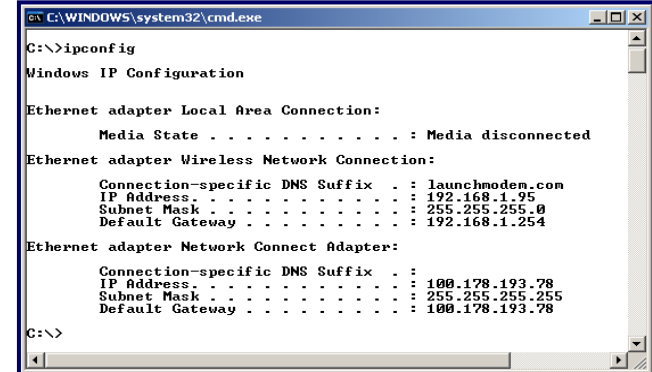 C:\WINDOWS\system32\cmd.exe
C:\>ipconfig
Windows IP Configuration
Ethernet adapter Local Area Connection:
Media State . . . . . . . . . . . : Media disconnected
Ethernet adapter Wireless Network Connection:
Connection-specific DNS Suffix  . : launchmodem.com
IP Address. . . . . . . . . . . . : 192.168.1.95
Subnet Mask . . . . . . . . . . . : 255.255.255.0
Default Gateway . . . . . . . . . : 192.168.1.254
Ethernet adapter Network Connect Adapter:
Connection-specific DNS Suffix  . :
IP Address. . . . . . . . . . . . : 100.178.193.78
Subnet Mask . . . . . . . . . . . : 255.255.255.255
Default Gateway . . . . . . . . . : 100.178.193.78
C:\>